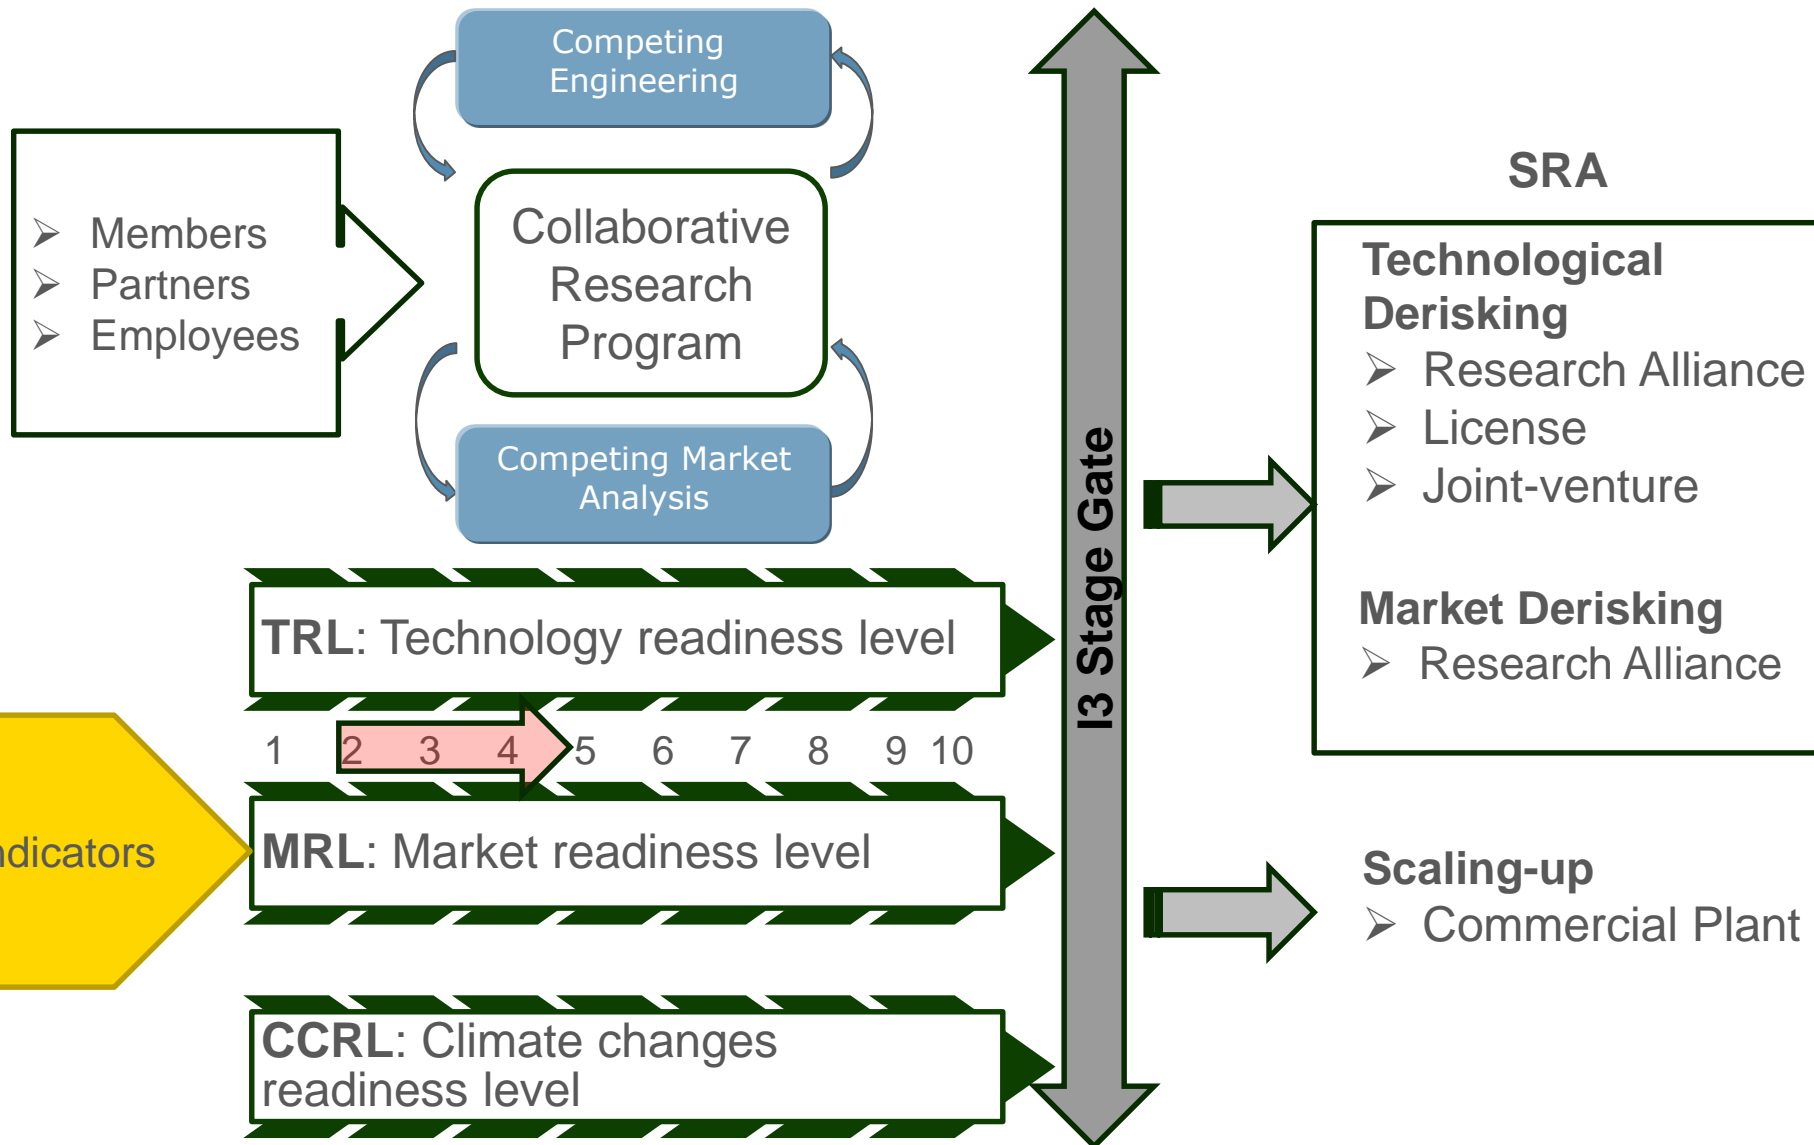 Competing
Engineering
➢ Members
➢ Partners
➢ Employees
Collaborative
Research
Program
Competing Market
Analysis
TRL: Technology readiness level
1 2 3 4 5 6 7 8 9 10
ndicators
MRL: Market readiness level
CCRL: Climate changes
readiness level
I3 Stage Gate
SRA
Technological
Derisking
➢ Research Alliance
➢ License
➢ Joint-venture
Market Derisking
➢ Research Alliance
Scaling-up
➢ Commercial Plant